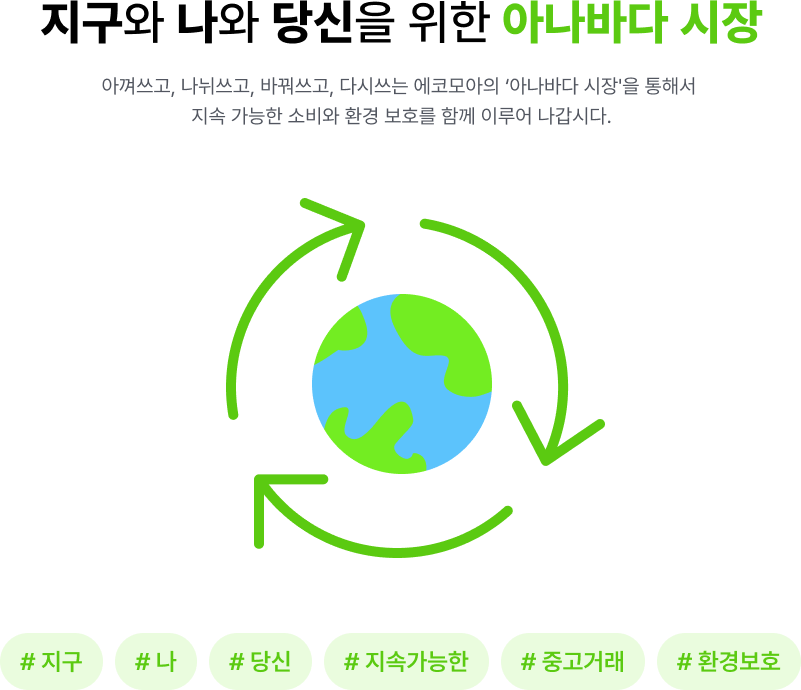 지구와 나와 당신을 위한 아나바다 시장
아껴쓰고, 나눠쓰고, 바꿔쓰고, 다시쓰는 에코모아의 ‘아나바다 시장'을 통해서
지속 가능한 소비와 환경 보호를 함께 이루어 나갑시다.
# 지구 # 나 # 당신 # 지속가능한 # 중고거래 # 환경보호